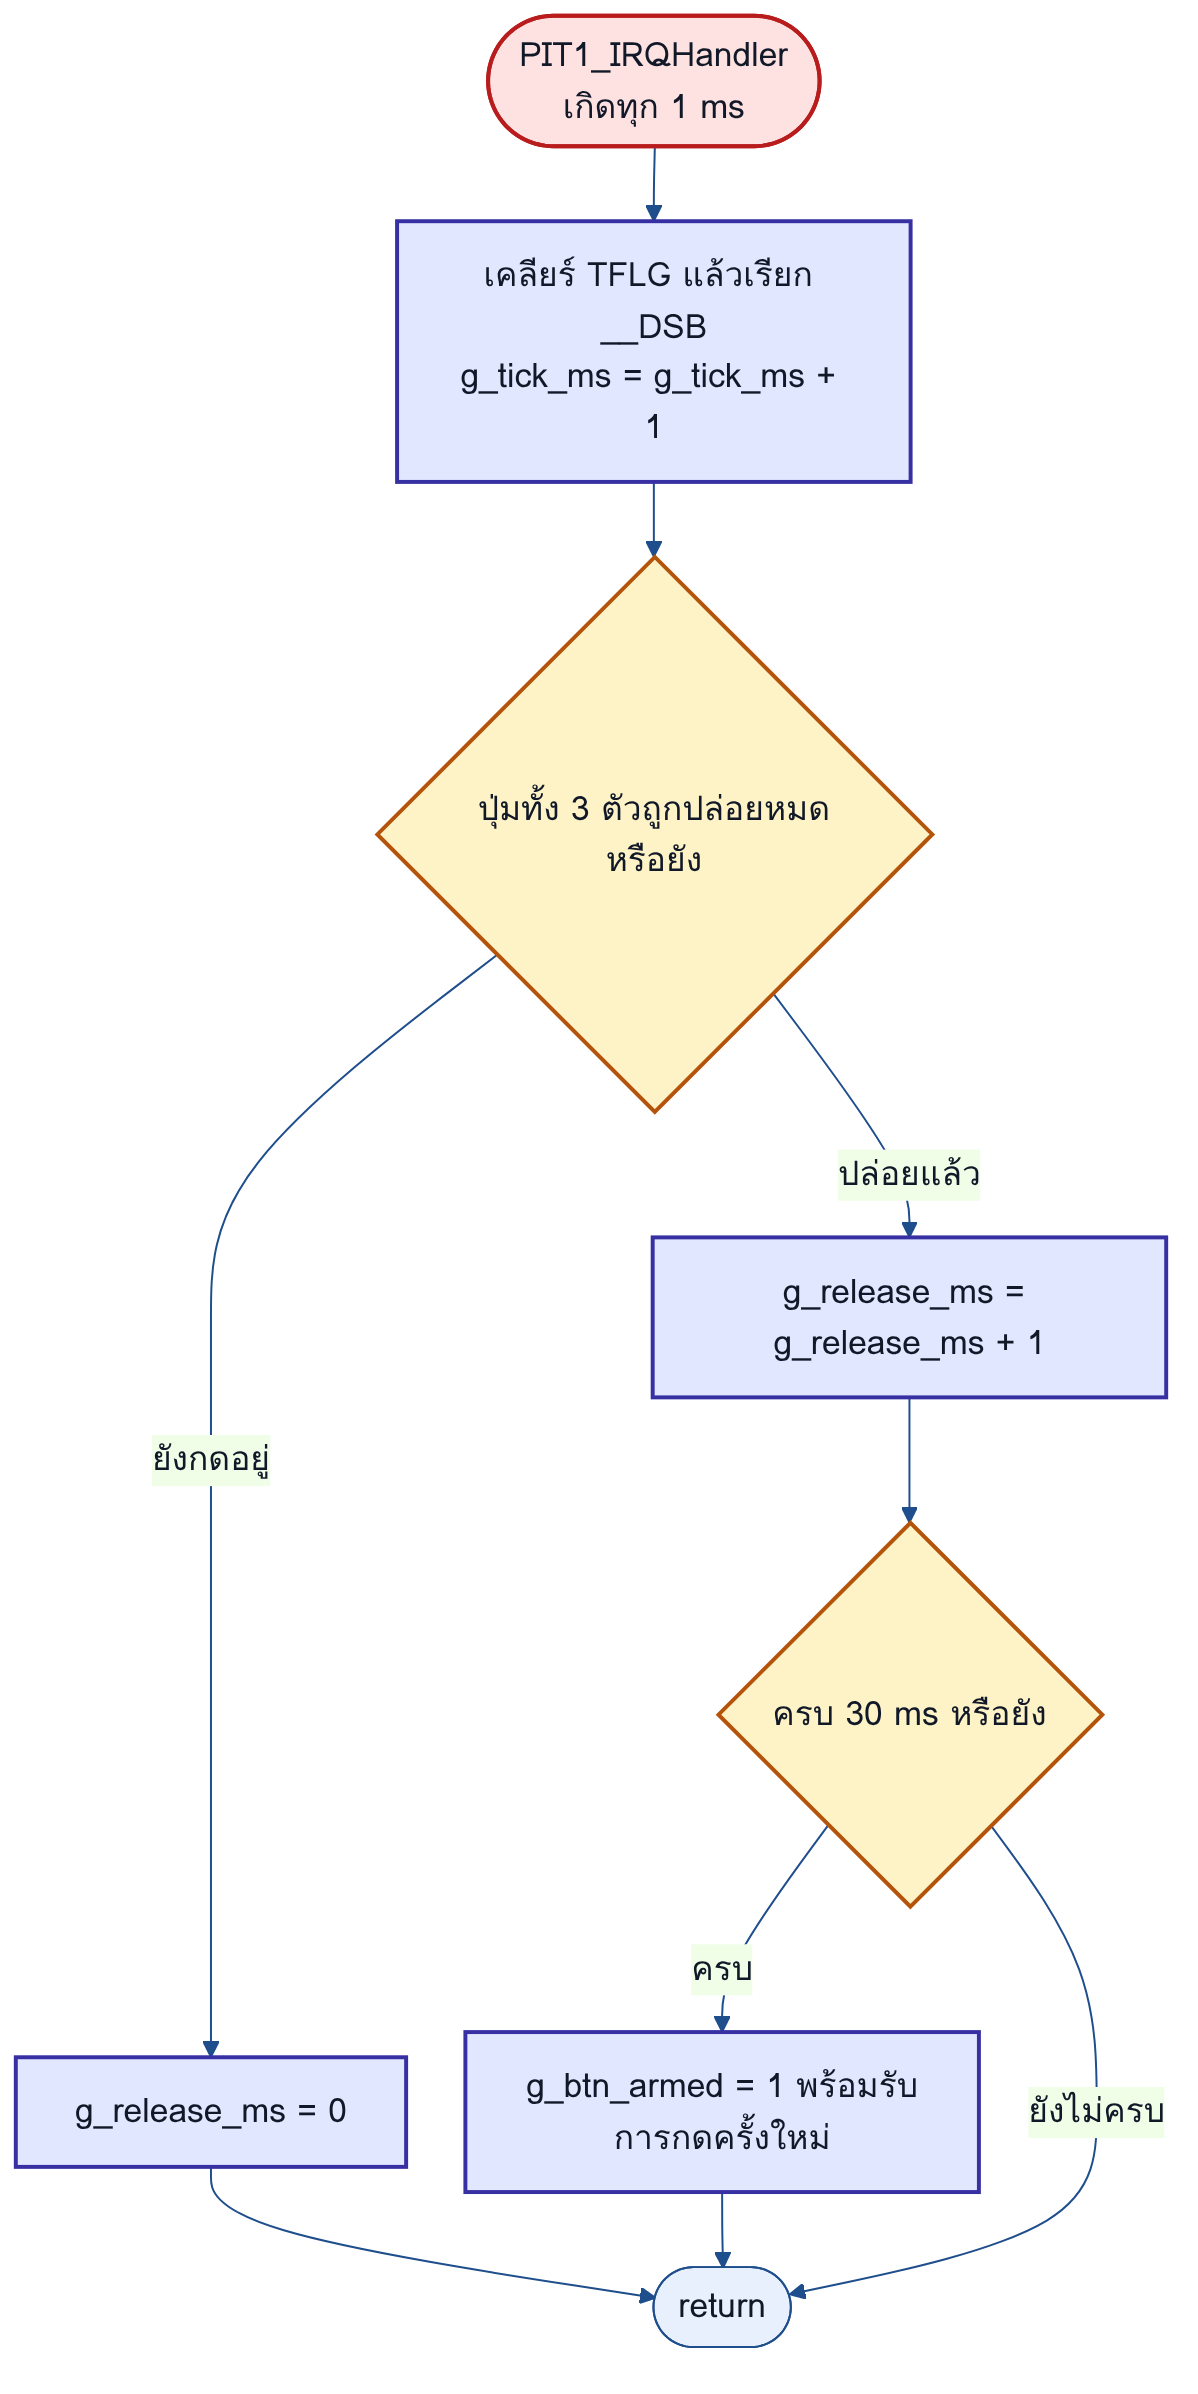 PIT1_IRQHandler
เกิดทุก 1 ms
เคลียร์ TFLG แล้วเรียก
__DSB
g_tick_ms = g_tick_ms +
1
ปุ่มทั้ง 3 ตัวถูกปล่อยหมด
หรือยัง
ปล่อยแล้ว
g_release_ms =
g_release_ms + 1
ยังกดอยู่
ครบ 30 ms หรือยัง
ครบ
g_release_ms = 0
g_btn_armed = 1 พร้อมรับ
การกดครั้งใหม่
ยังไม่ครบ
return